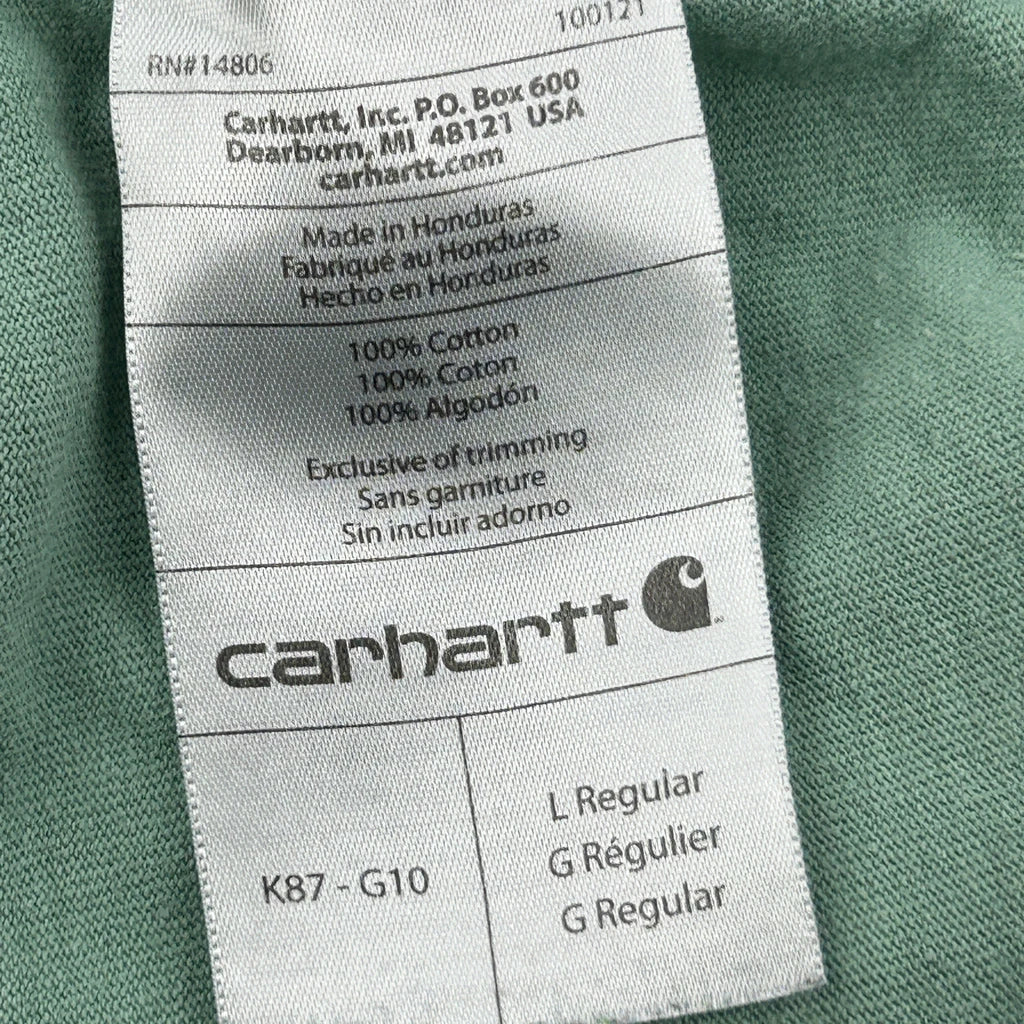 100121
RN#14806
Carhartt, Inc. P.O. Box 600
Dearborn, MI 48121 USA
carhartt.com
Made in Honduras
Fabriqué au Honduras
Hecho en Honduras
100% Cotton
100% Coton
100% Algodón
Exclusive of trimming
Sans garniture
Sin incluir adorno
carhartt
K87 - G10
L Regular
G Régulier
G Regular